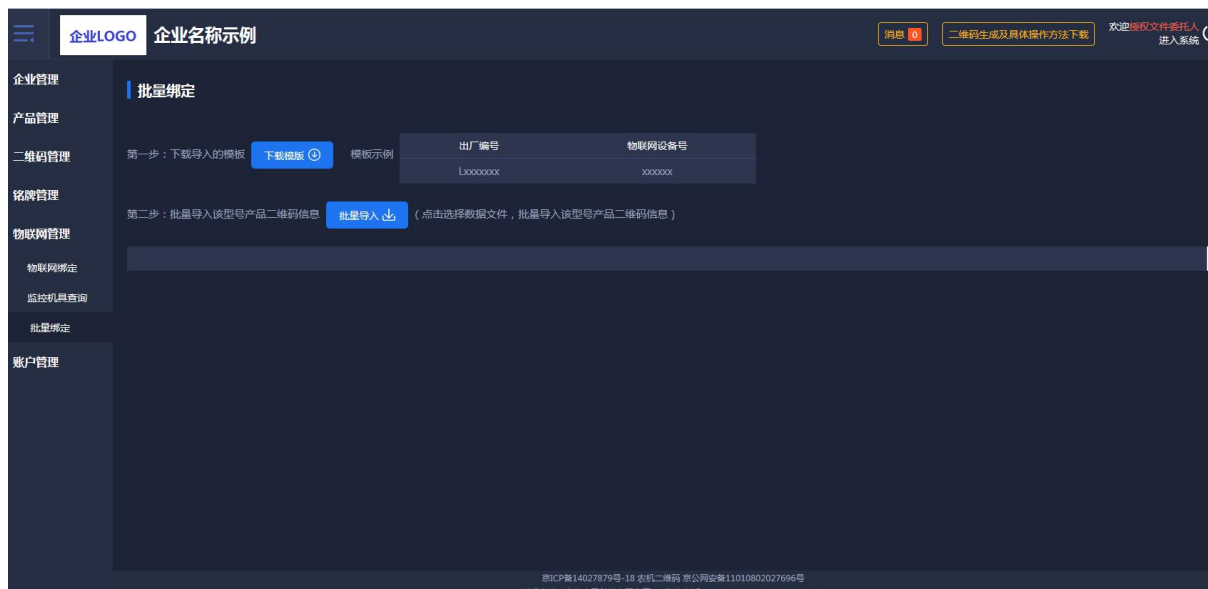 企业LOGO 企业名称示例 消息 0 二维码生成及具体操作方法下载 欢迎授权文件委托人
进入系统
企业管理
产品管理
二维码管理
铭牌管理
物联网管理
物联网绑定
监控机具查询
批量绑定
账户管理
批量绑定
第一步：下载导入的模板 下载模版 模板示例
出厂编号 物联网设备号
Lxxxxxxx xxxxxx
第二步：批量导入该型号产品二维码信息 批量导入 （点击选择数据文件，批量导入该型号产品二维码信息）
京ICP备14027879号-18 农机二维码 京公网安备11010802027696号